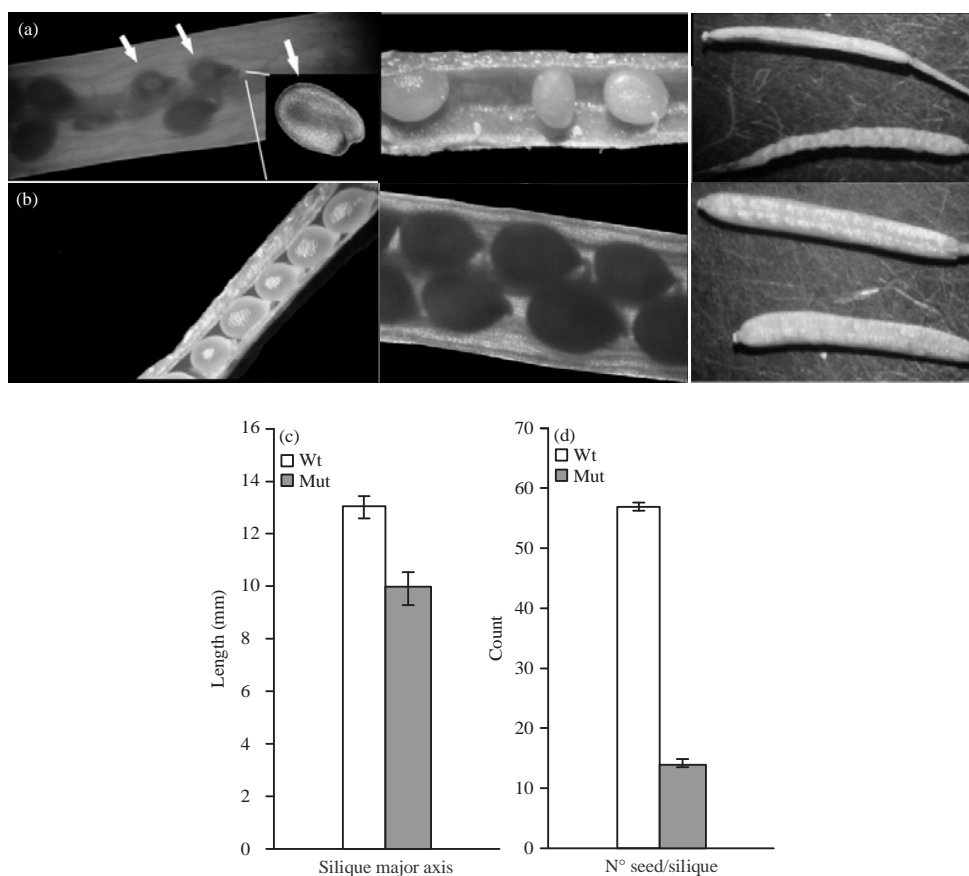 (a)
(b)
(c)
Wt
Mut
16
14
12
10
8
6
4
2
0
Length (mm)
Silique major axis
(d)
Wt
Mut
70
60
50
40
30
20
10
0
Count
N° seed/silique